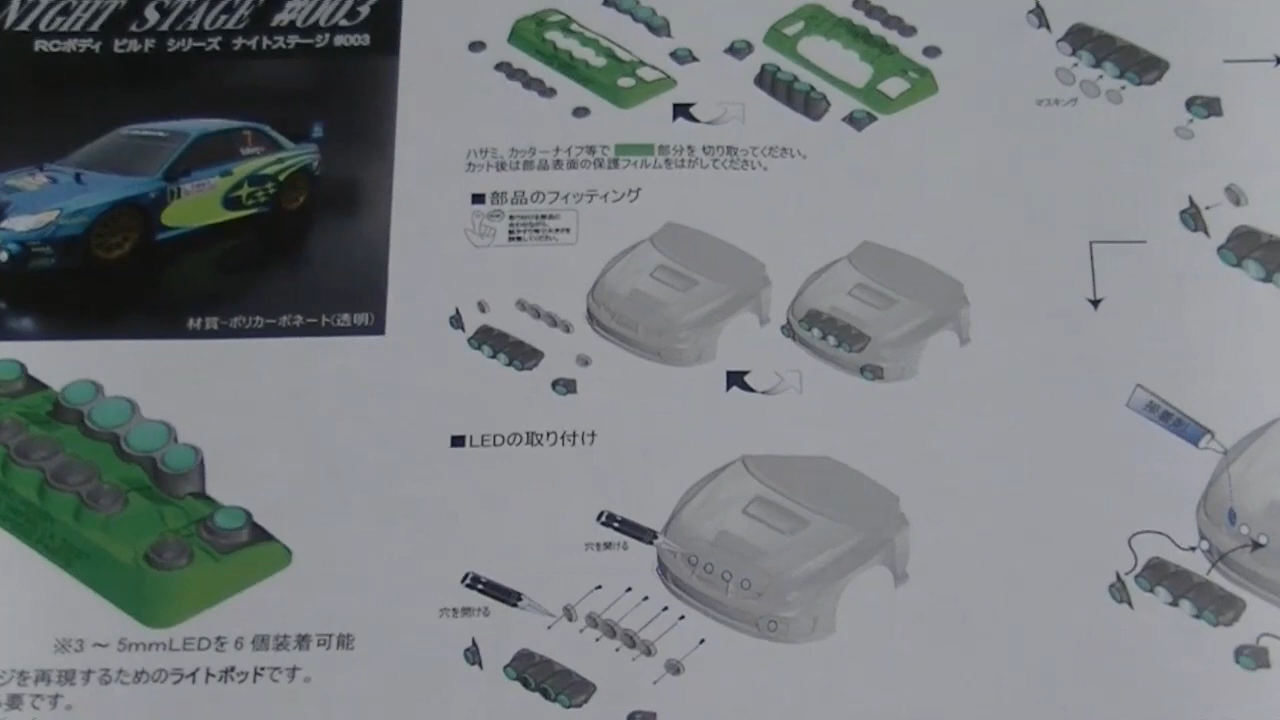 NIGHT STAGE #003
RCボディ ビルド シリーズ ナイトステージ #003
材質-ポリカーボネート(透明)
※3 ～ 5mmLEDを 6 個装着可能
ジを再現するためのライトポッドです。
要です。
ハサミ、カッターナイフ等で 部分を 切り取ってください。
カット後は部品表面の保護フィルムをはがしてください。
■部品のフィッティング
■LEDの取り付け
穴を開ける
穴を開ける
マスキング
接着剤